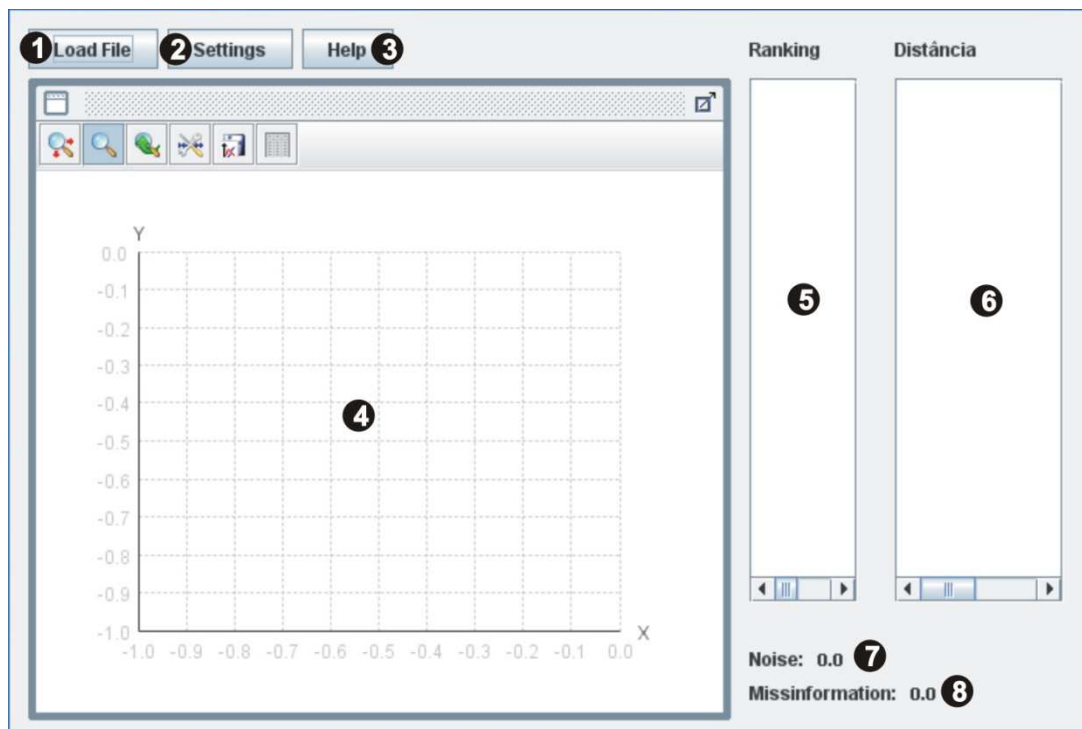 1 Load File 2 Settings Help 3
Ranking Distância
Y
0.0
-0.1
-0.2
-0.3
-0.4
-0.5
-0.6
-0.7
-0.8
-0.9
-1.0
X
-1.0 -0.9 -0.8 -0.7 -0.6 -0.5 -0.4 -0.3 -0.2 -0.1 0.0
4
5
6
Noise: 0.0 7
Missinformation: 0.0 8